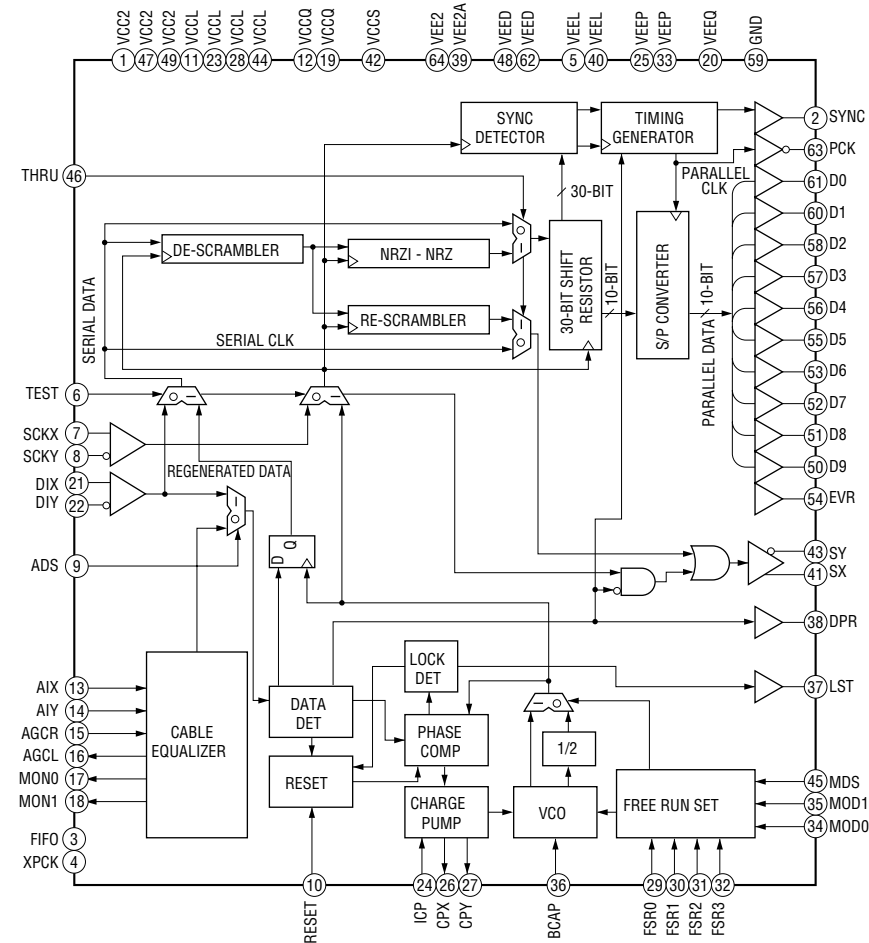 VCC2
VCC2
VCC2
VCCL
VCCL
VCCL
VCCL
VCCQ
VCCQ
VCCS
VEE2
VEE2A
VEED
VEED
VEEL
VEEL
VEEP
VEEP
VEEQ
GND
1 47 49 11 23 28 44 12 19 42 64 39 48 62 5 40 25 33 20 59
SYNC
DETECTOR
TIMING
GENERATOR
2 SYNC
63 PCK
THRU 46
PARALLEL
CLK
30-BIT
61 D0
60 D1
58 D2
57 D3
56 D4
55 D5
53 D6
52 D7
51 D8
50 D9
54 EVR
DE-SCRAMBLER
NRZI - NRZ
RE-SCRAMBLER
30-BIT SHIFT
RESISTOR
10-BIT
S/P CONVERTER
10-BIT
PARALLEL DATA
SERIAL DATA
SERIAL CLK
TEST 6
SCKX 7
SCKY 8
DIX 21
DIY 22
REGENERATED DATA
ADS 9
D Q
43 SY
41 SX
38 DPR
37 LST
AIX 13
AIY 14
AGCR 15
AGCL 16
MON0 17
MON1 18
FIFO 3
XPCK 4
CABLE
EQUALIZER
DATA
DET
RESET
LOCK
DET
PHASE
COMP
CHARGE
PUMP
1/2
VCO
FREE RUN SET
45 MDS
35 MOD1
34 MOD0
10 24 26 27 36 29 30 31 32
RESET
ICP
CPX
CPY
BCAP
FSR0
FSR1
FSR2
FSR3